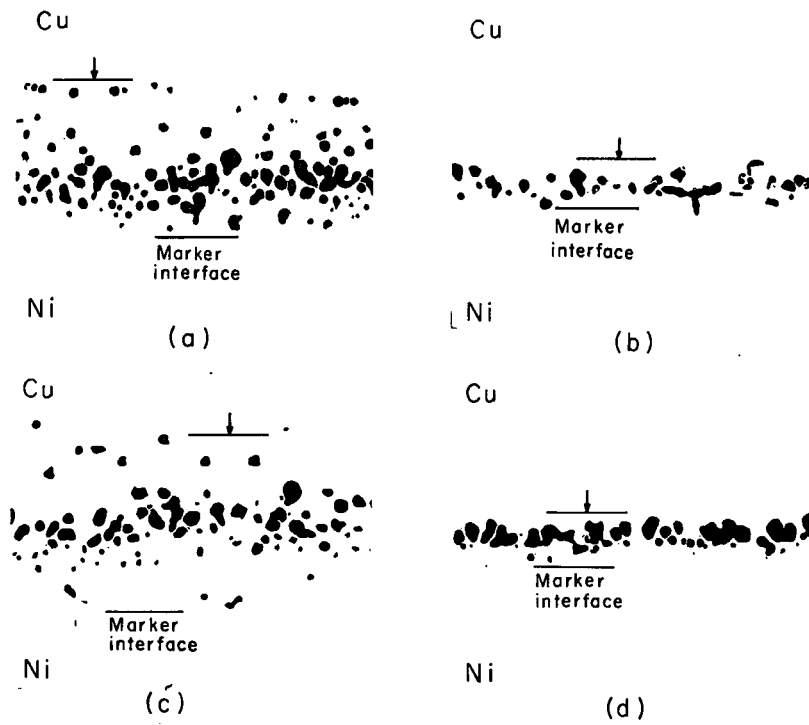 Cu
Marker
interface
Ni
(a)
Cu
Marker
interface
Ni
(b)
Cu
Marker
interface
Ni
(c)
Cu
Marker
interface
Ni
(d)